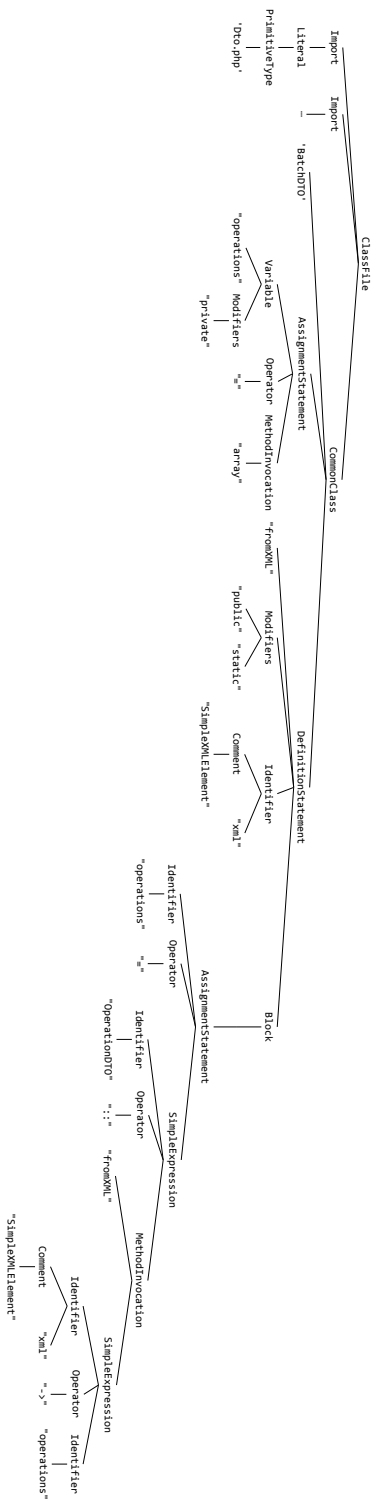 ClassFile
Import Import CommonClass
Literal – 'BatchDTO' AssignmentStatement DefinitionStatement
PrimitiveType Variable Operator MethodInvocation "fromXML" Modifiers Identifier Block
'Dto.php' "operations" Modifiers "=" "array" "public" "static" Comment "xml"
"private" "SimpleXMLElement" AssignmentStatement
Identifier Operator SimpleExpression
"operations" "=" Identifier Operator MethodInvocation
"OperationDTO" "::" "fromXML" SimpleExpression
Identifier Operator Identifier
Comment "xml" "->" "operations"
"SimpleXMLElement"